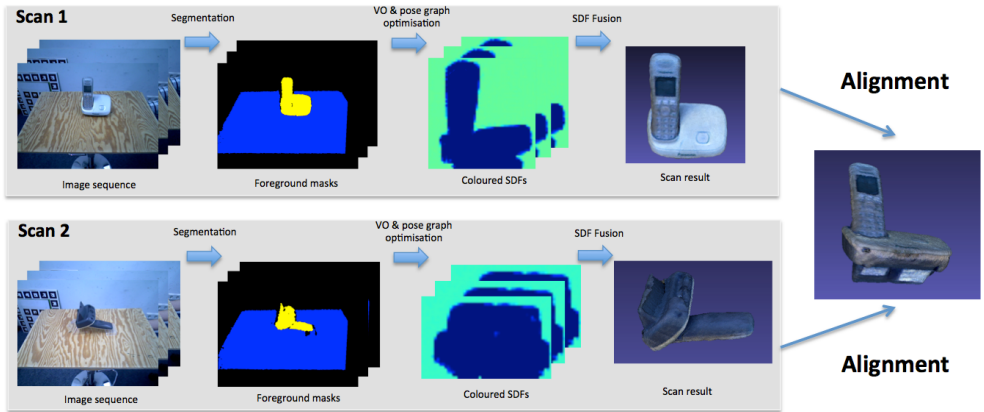 Scan 1
Segmentation
VO & pose graph
optimisation
SDF Fusion
Image sequence
Foreground masks
Coloured SDFs
Scan result
Alignment
Scan 2
Segmentation
VO & pose graph
optimisation
SDF Fusion
Image sequence
Foreground masks
Coloured SDFs
Scan result
Alignment
Panasonic